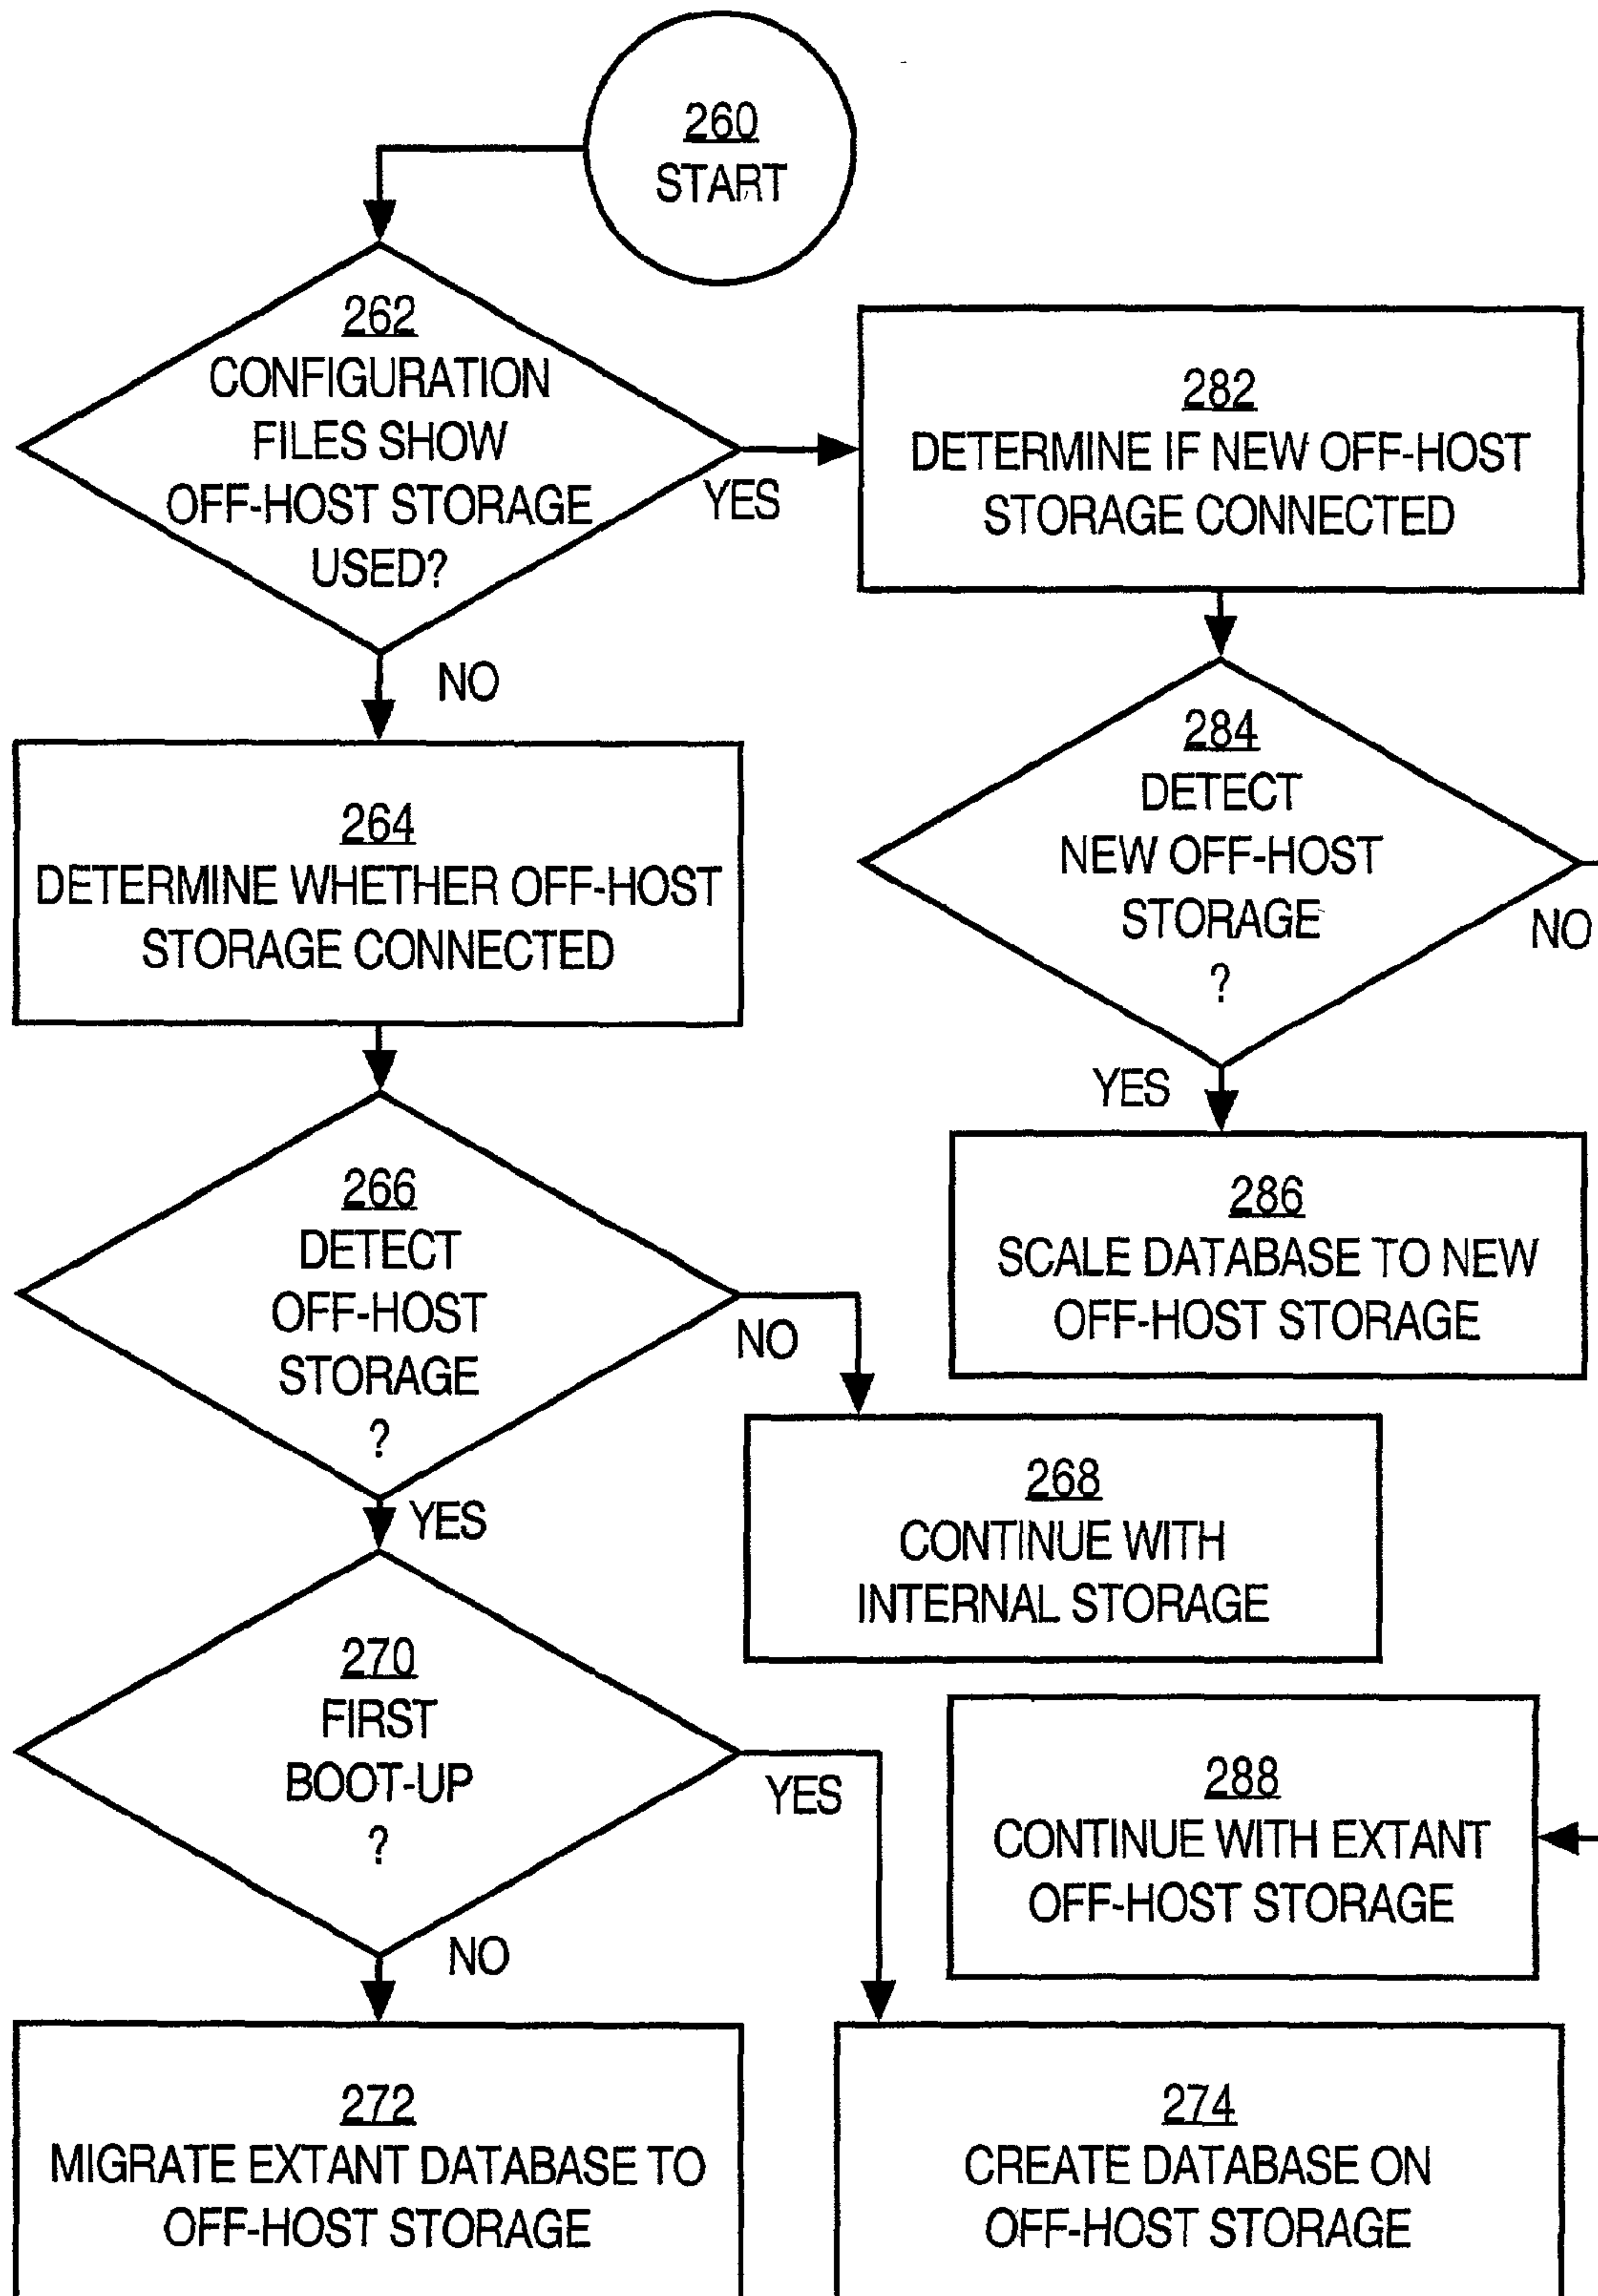 260
START
262
CONFIGURATION
FILES SHOW
OFF-HOST STORAGE
USED?
YES
NO
282
DETERMINE IF NEW OFF-HOST
STORAGE CONNECTED
284
DETECT
NEW OFF-HOST
STORAGE
?
NO
YES
264
DETERMINE WHETHER OFF-HOST
STORAGE CONNECTED
266
DETECT
OFF-HOST
STORAGE
?
NO
YES
286
SCALE DATABASE TO NEW
OFF-HOST STORAGE
268
CONTINUE WITH
INTERNAL STORAGE
270
FIRST
BOOT-UP
?
YES
NO
288
CONTINUE WITH EXTANT
OFF-HOST STORAGE
272
MIGRATE EXTANT DATABASE TO
OFF-HOST STORAGE
274
CREATE DATABASE ON
OFF-HOST STORAGE